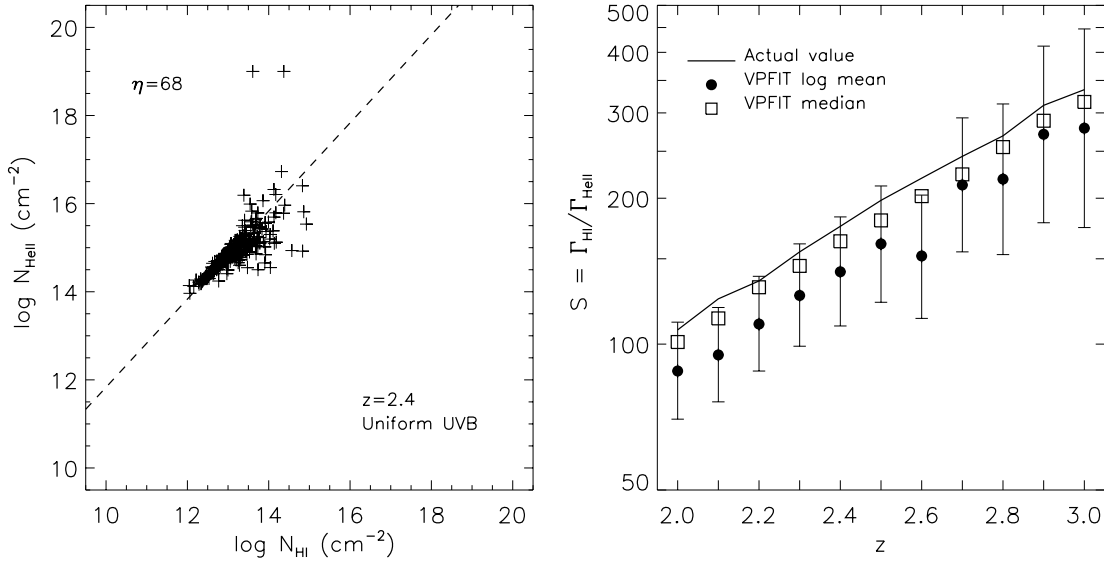 20
18
16
14
12
10
log N_HeII (cm⁻²)
η=68
z=2.4
Uniform UVB
10 12 14 16 18 20
log N_HI (cm⁻²)
500
400
300
200
100
50
S = Γ_HI/Γ_HeII
Actual value
VPFIT log mean
VPFIT median
2.0 2.2 2.4 2.6 2.8 3.0
z